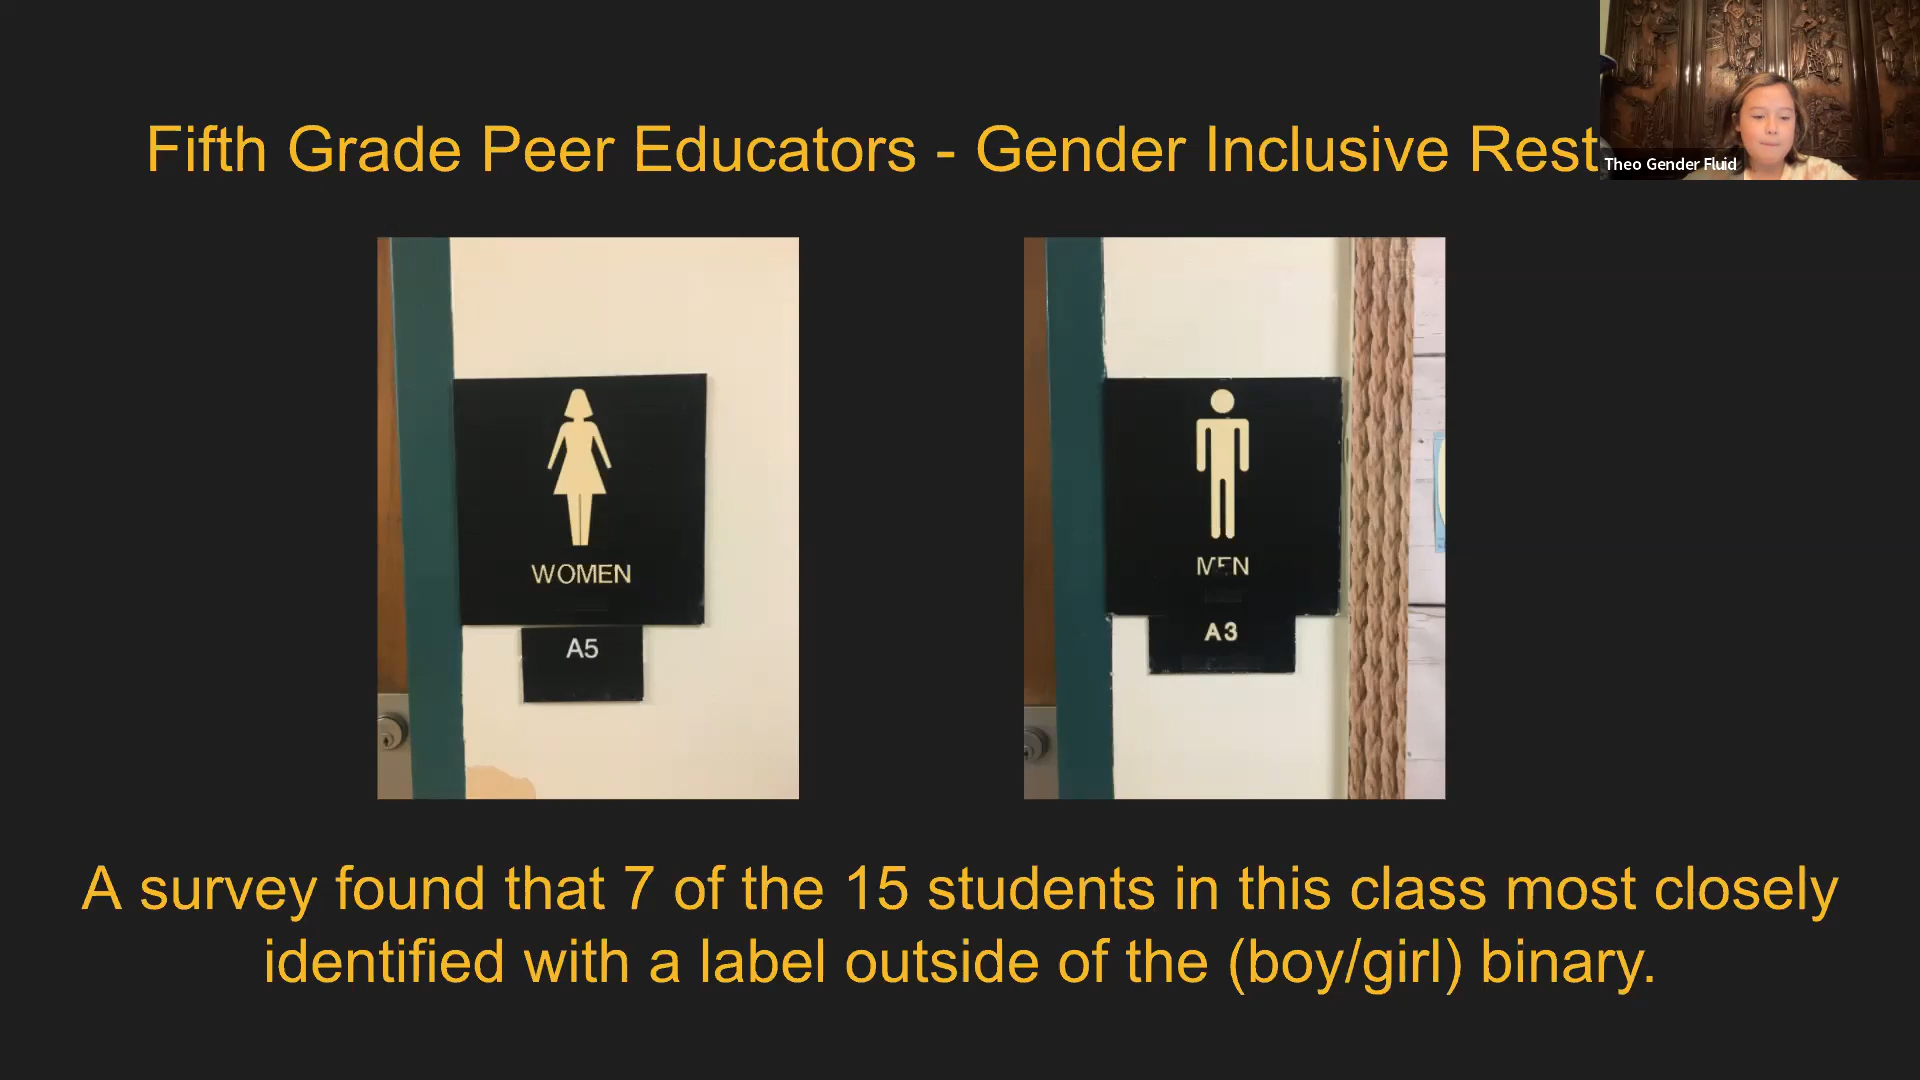 Fifth Grade Peer Educators - Gender Inclusive Rest
Theo Gender Fluid
WOMEN
A5
MEN
A3
A survey found that 7 of the 15 students in this class most closely
identified with a label outside of the (boy/girl) binary.